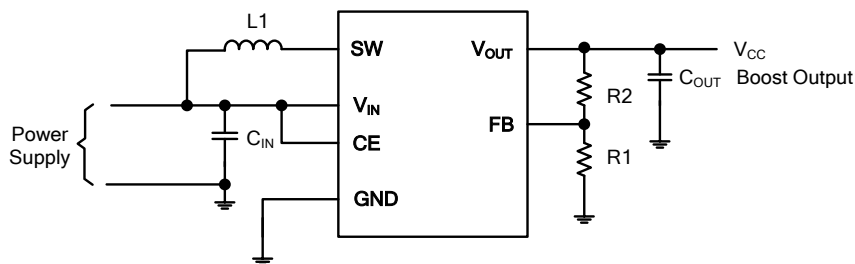 L1
SW
VOUT
VCC
COUT
Boost Output
R2
VIN
FB
Power
Supply
CIN
CE
R1
GND